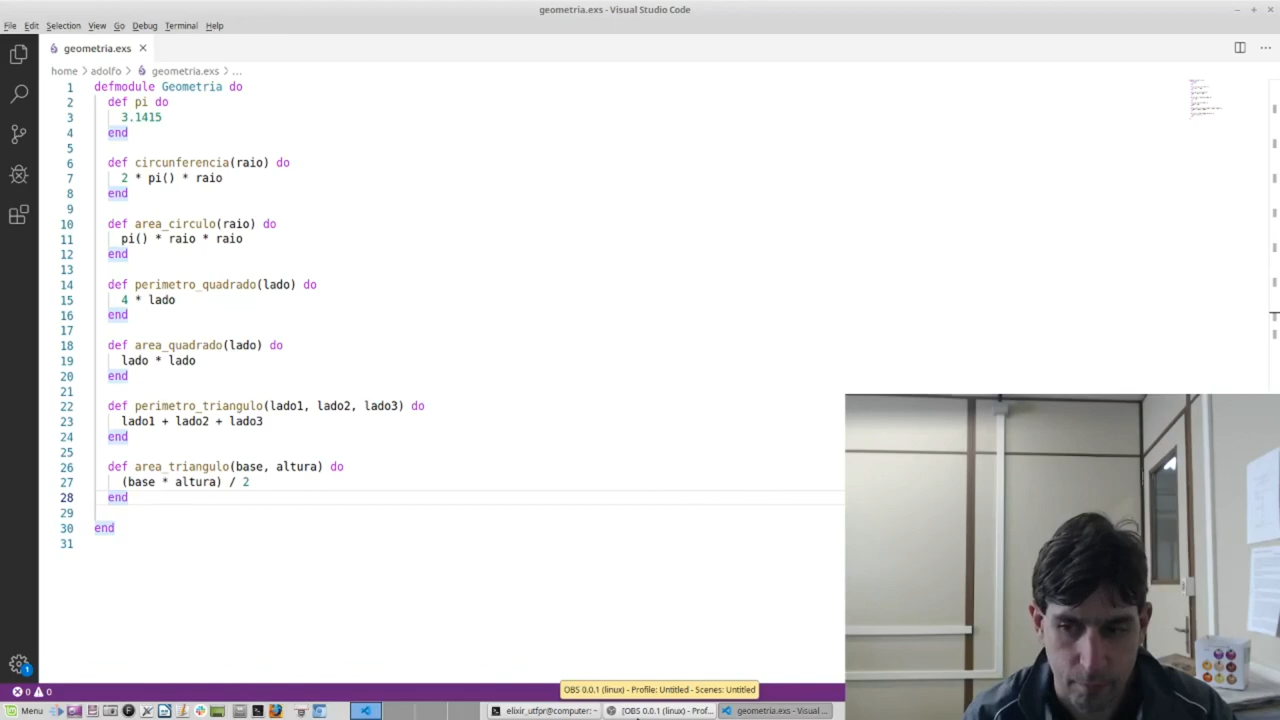 geometria.exs - Visual Studio Code
File Edit Selection View Go Debug Terminal Help
geometria.exs
home > adolfo > geometria.exs > ...
1 defmodule Geometria do
2 def pi do
3 3.1415
4 end
5
6 def circunferencia(raio) do
7 2 * pi() * raio
8 end
9
10 def area_circulo(raio) do
11 pi() * raio * raio
12 end
13
14 def perimetro_quadrado(lado) do
15 4 * lado
16 end
17
18 def area_quadrado(lado) do
19 lado * lado
20 end
21
22 def perimetro_triangulo(lado1, lado2, lado3) do
23 lado1 + lado2 + lado3
24 end
25
26 def area_triangulo(base, altura) do
27 (base * altura) / 2
28 end
29
30 end
31
1
0 0
OBS 0.0.1 (linux) - Profile: Untitled - Scenes: Untitled
Menu
elixir_utfpr@computer: ~
[OBS 0.0.1 (linux) - Prof...
geometria.exs - Visual ...